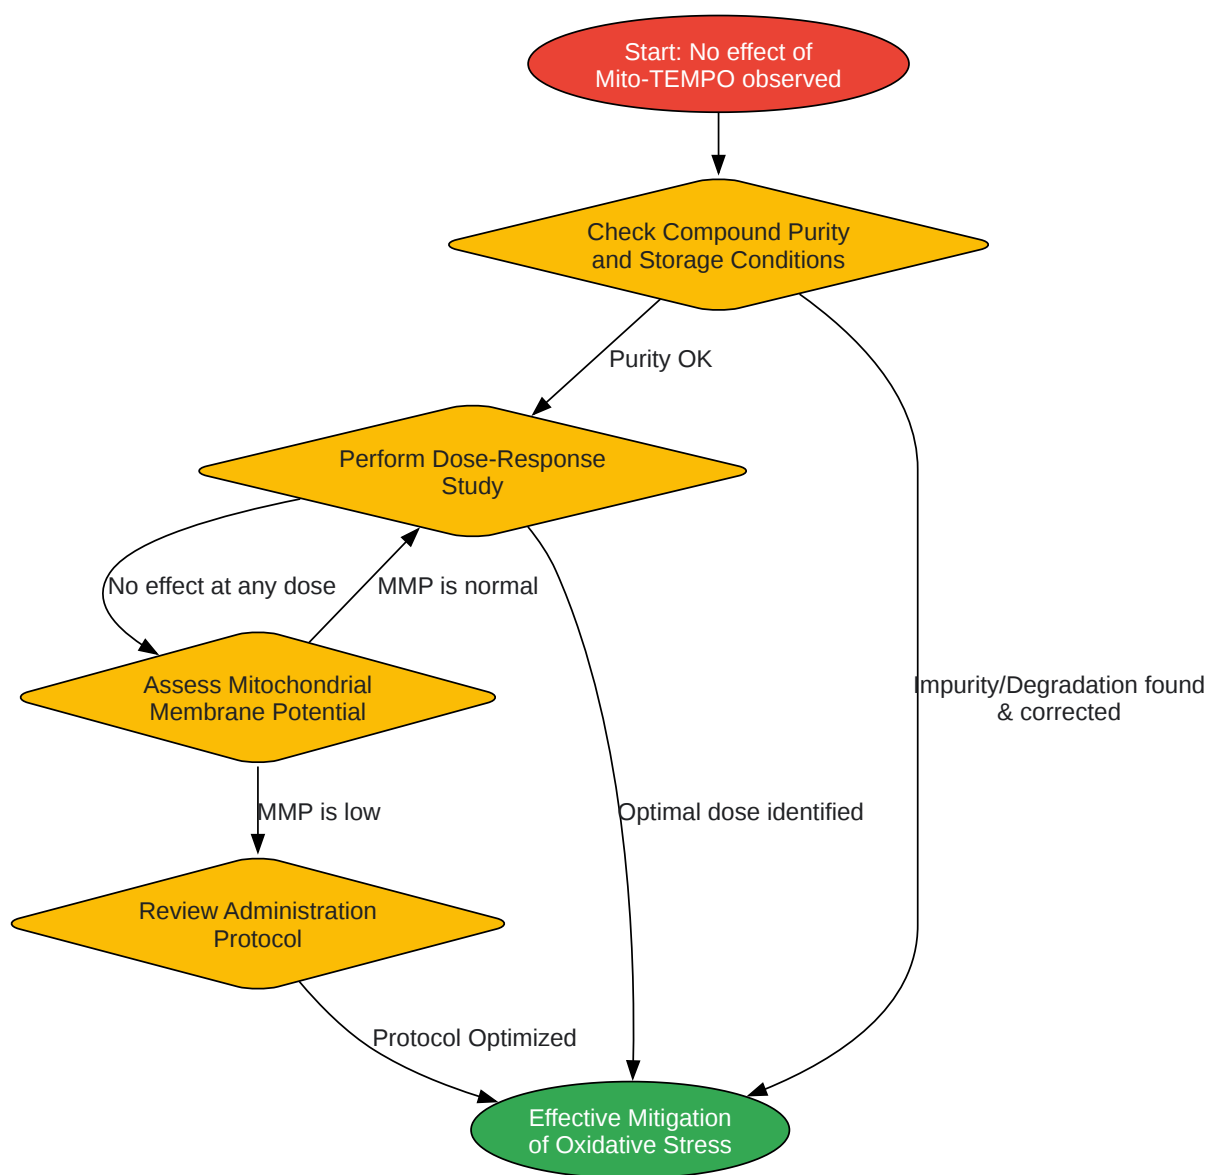 Start: No effect of
Mito-TEMPO observed
Check Compound Purity
and Storage Conditions
Purity OK
Perform Dose-Response
Study
No effect at any dose
MMP is normal
Assess Mitochondrial
Membrane Potential
Impurity/Degradation found
& corrected
MMP is low
Optimal dose identified
Review Administration
Protocol
Protocol Optimized
Effective Mitigation
of Oxidative Stress